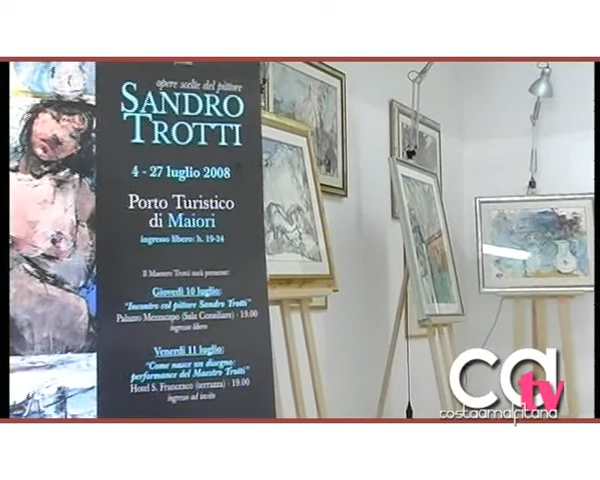 opere scelte del pittore
SANDRO
TROTTI
4 - 27 luglio 2008
Porto Turistico
di Maiori
ingresso libero: h. 19-24
Il Maestro Trotti sarà presente:
Giovedì 10 luglio:
"Incontro col pittore Sandro Trotti"
Palazzo Mezzacapo (Sala Consiliare) · 19.00
ingresso libero
Venerdì 11 luglio:
"Come nasce un disegno:
performance del Maestro Trotti"
Hotel S. Francesco (terrazza) · 19.00
ingresso ad invito
ca
tv
costaamalfitana